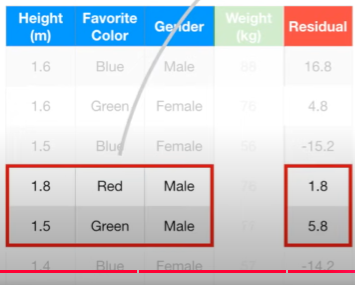 Height (m) Favorite Color Gender Weight (kg) Residual
1.6 Blue Male 88 16.8
1.6 Green Female 76 4.8
1.5 Blue Female 56 -15.2
1.8 Red Male 76 1.8
1.5 Green Male 77 5.8
1.4 Blue Female 57 -14.2